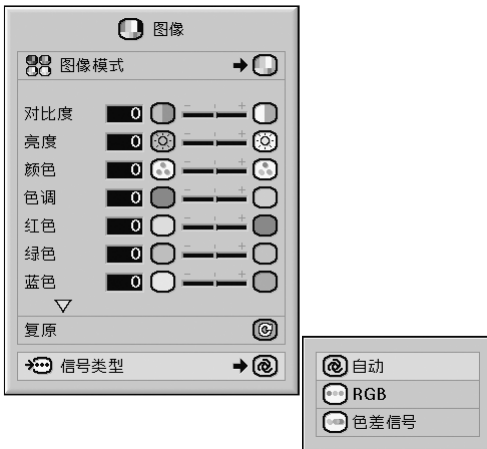 图像
图像模式
对比度 0
亮度 0
颜色 0
色调 0
红色 0
绿色 0
蓝色 0
复原
信号类型
自动
RGB
色差信号